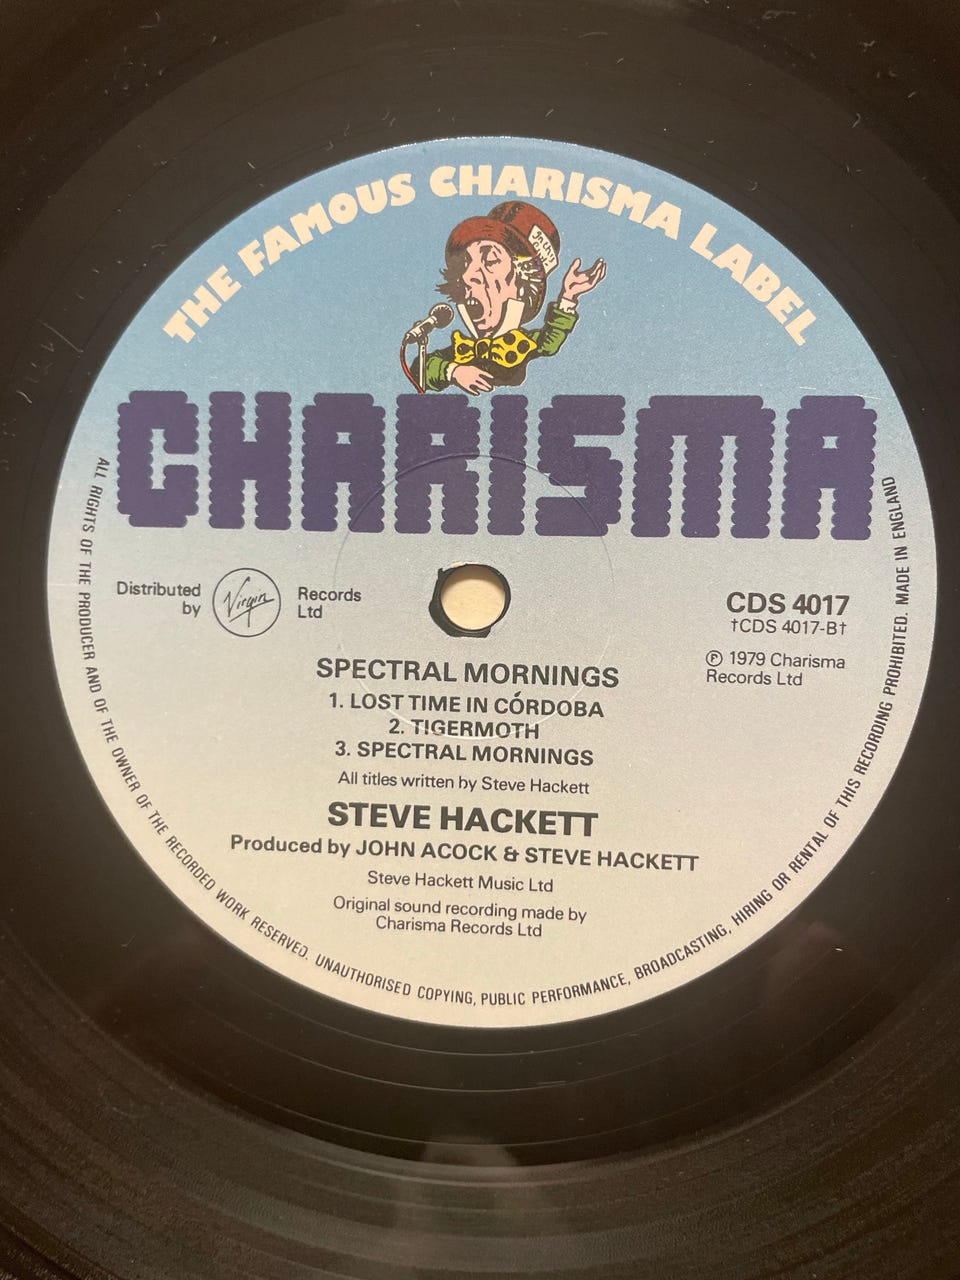 THE FAMOUS CHARISMA LABEL
CHARISMA
Distributed
by
Virgin
Records
Ltd
CDS 4017
†CDS 4017-B†
Ⓟ 1979 Charisma
Records Ltd
SPECTRAL MORNINGS
1. LOST TIME IN CÓRDOBA
2. TIGERMOTH
3. SPECTRAL MORNINGS
All titles written by Steve Hackett
STEVE HACKETT
Produced by JOHN ACOCK & STEVE HACKETT
Steve Hackett Music Ltd
Original sound recording made by
Charisma Records Ltd
ALL RIGHTS OF THE PRODUCER AND OF THE OWNER OF THE RECORDED WORK RESERVED. UNAUTHORISED COPYING, PUBLIC PERFORMANCE, BROADCASTING, HIRING OR RENTAL OF THIS RECORDING PROHIBITED. MADE IN ENGLAND